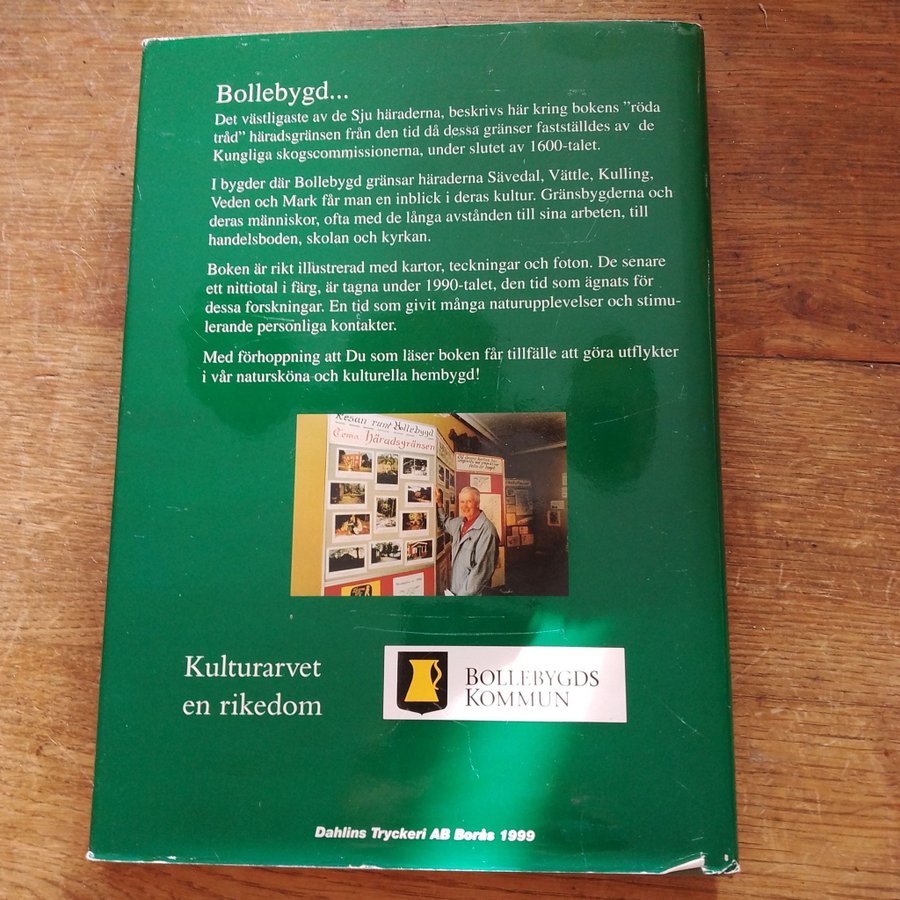 Bollebygd...
Det västligaste av de Sju häraderna, beskrivs här kring bokens "röda
tråd" häradsgränsen från den tid då dessa gränser fastställdes av de
Kungliga skogscommissionerna, under slutet av 1600-talet.
I bygder där Bollebygd gränsar häraderna Sävedal, Vättle, Kulling,
Veden och Mark får man en inblick i deras kultur. Gränsbygderna och
deras människor, ofta med de långa avstånden till sina arbeten, till
handelsboden, skolan och kyrkan.
Boken är rikt illustrerad med kartor, teckningar och foton. De senare
ett nittiotal i färg, är tagna under 1990-talet, den tid som ägnats för
dessa forskningar. En tid som givit många naturupplevelser och stimu-
lerande personliga kontakter.
Med förhoppning att Du som läser boken får tillfälle att göra utflykter
i vår natursköna och kulturella hembygd!
Resan runt Bollebygd
Tema: Häradsgränsen
Kulturarvet
en rikedom
BOLLEBYGDS
KOMMUN
Dahlins Tryckeri AB Borås 1999